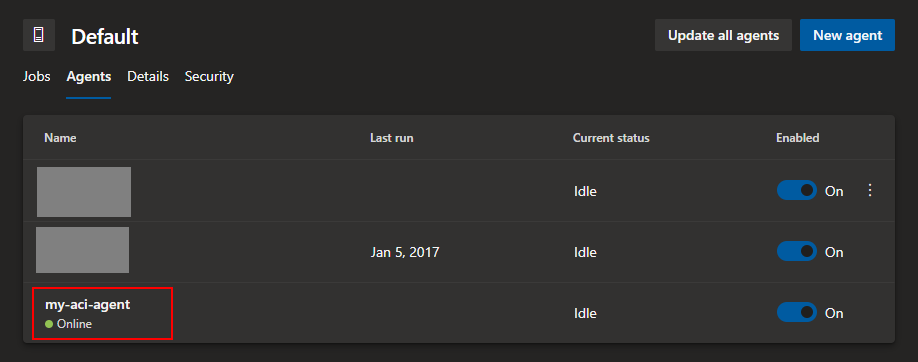 Default
Update all agents
New agent
Jobs Agents Details Security
Name Last run Current status Enabled
Idle On
Jan 5, 2017 Idle On
my-aci-agent
Online
Idle On